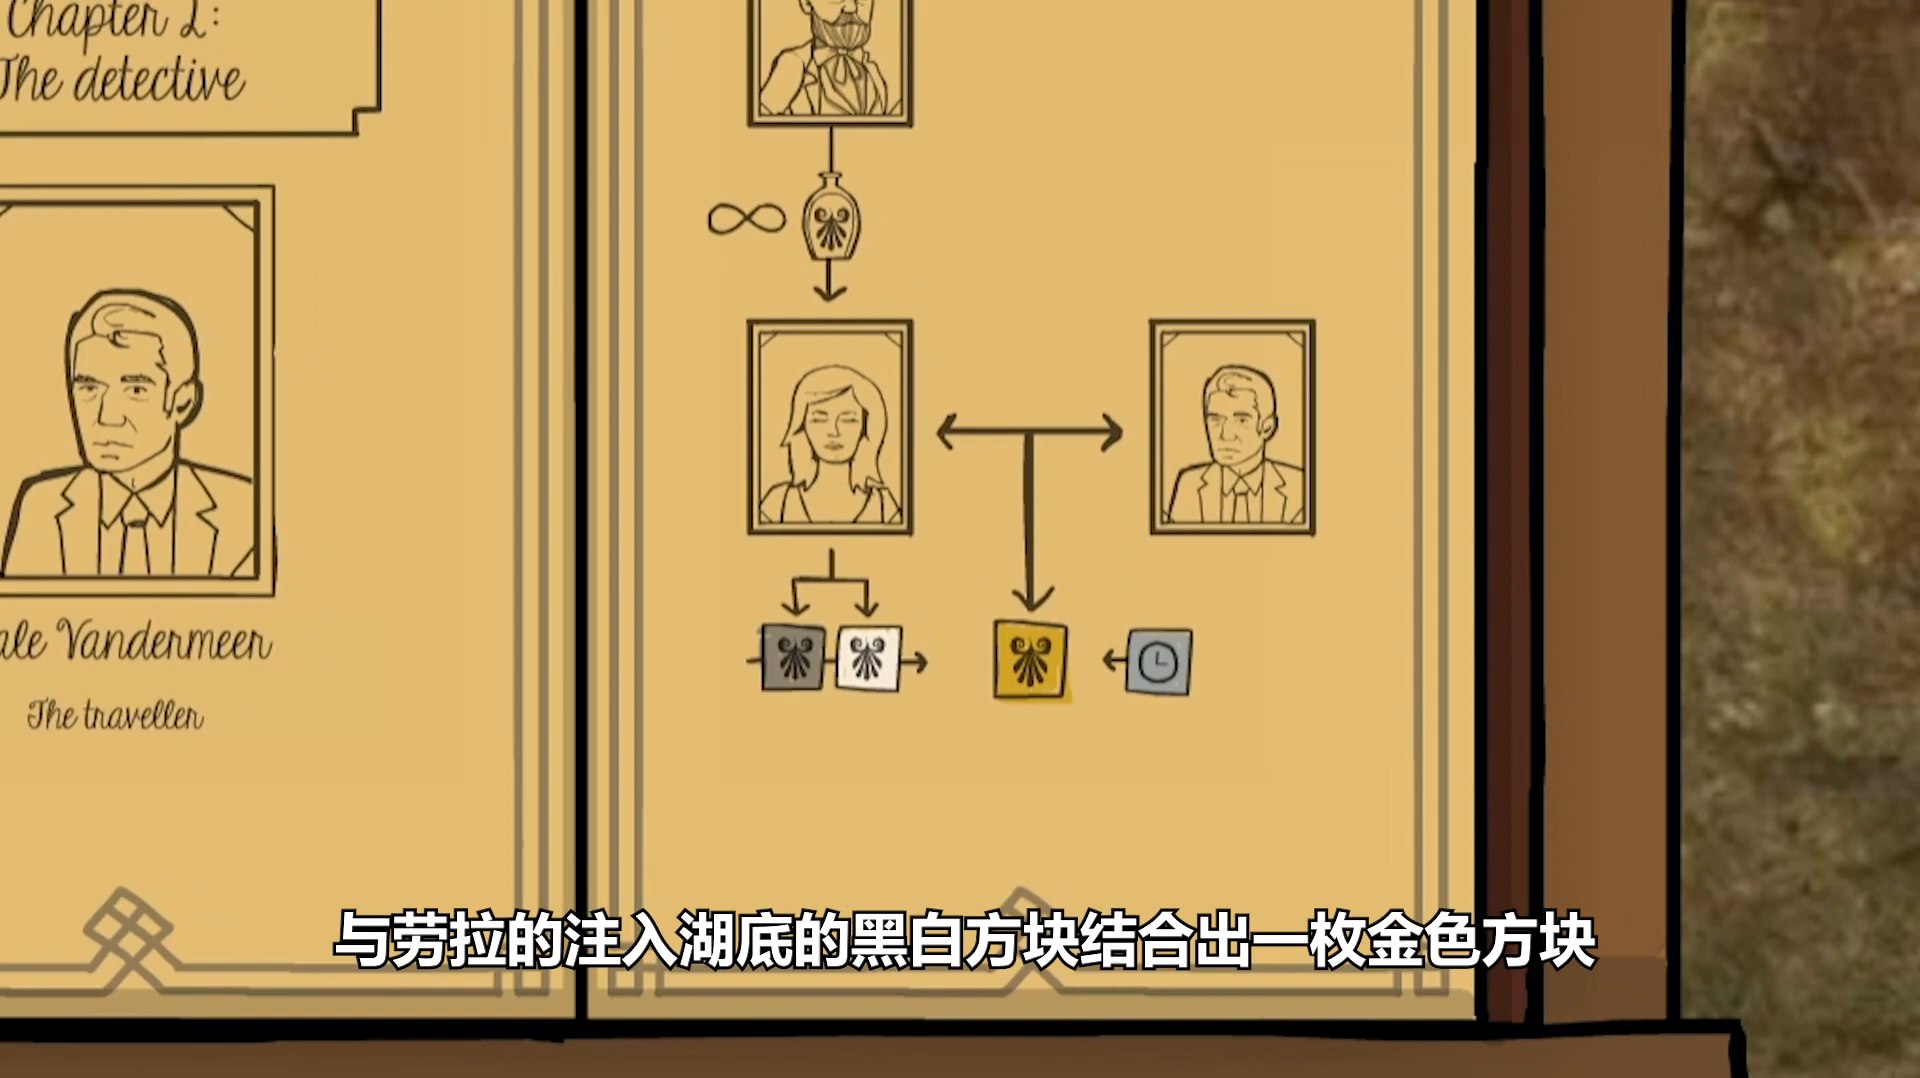 Chapter 2:
The detective
ale Vandermeer
The traveller
与劳拉的注入湖底的黑白方块结合出一枚金色方块